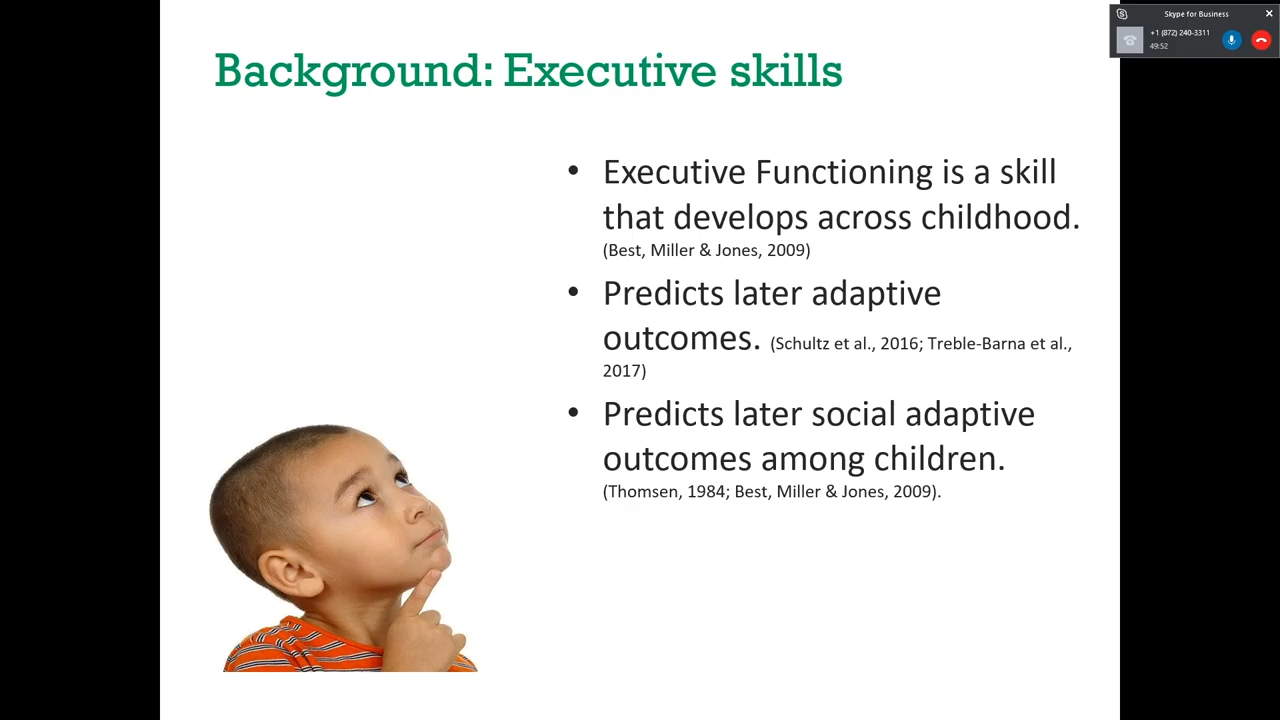 Skype for Business
+1 (872) 240-3311
49:52
Background: Executive skills
• Executive Functioning is a skill
that develops across childhood.
(Best, Miller & Jones, 2009)
• Predicts later adaptive
outcomes. (Schultz et al., 2016; Treble-Barna et al.,
2017)
• Predicts later social adaptive
outcomes among children.
(Thomsen, 1984; Best, Miller & Jones, 2009).